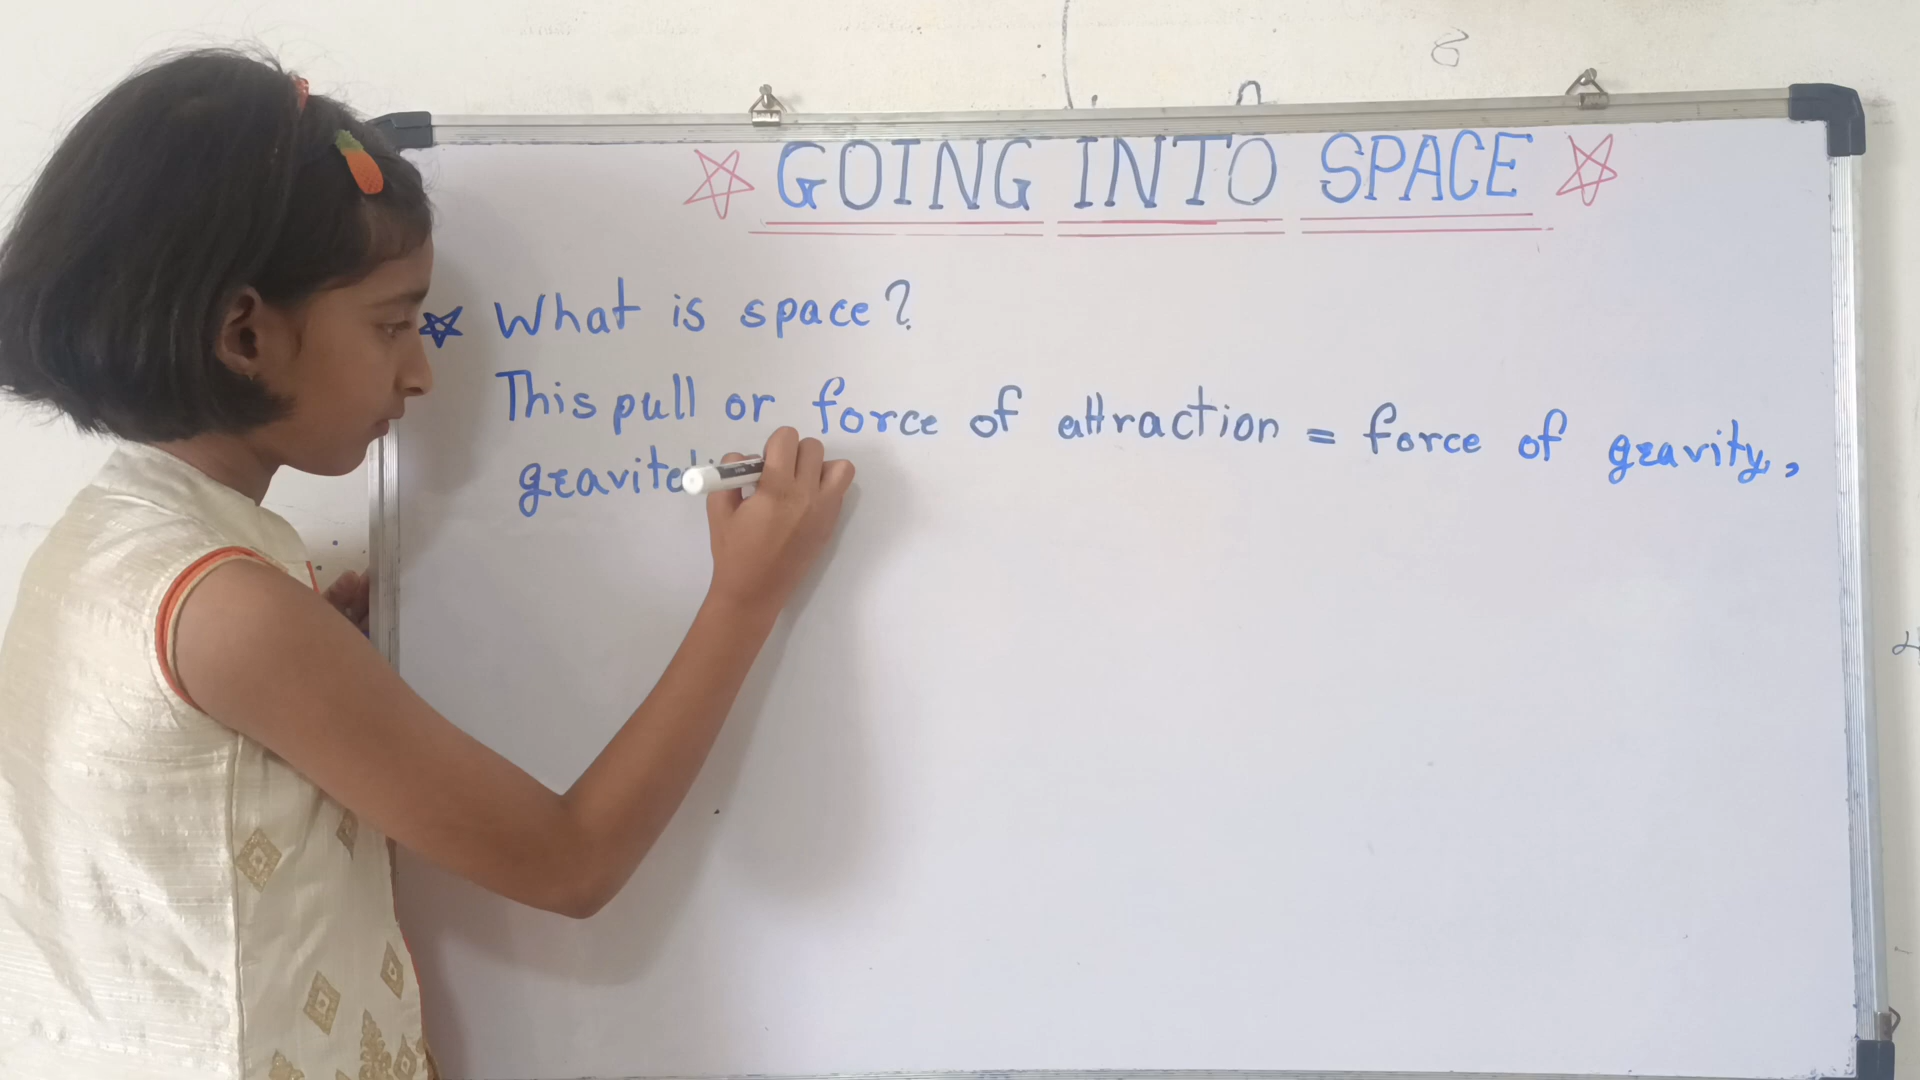 GOING INTO SPACE
What is space?
This pull or force of attraction = force of gravity,